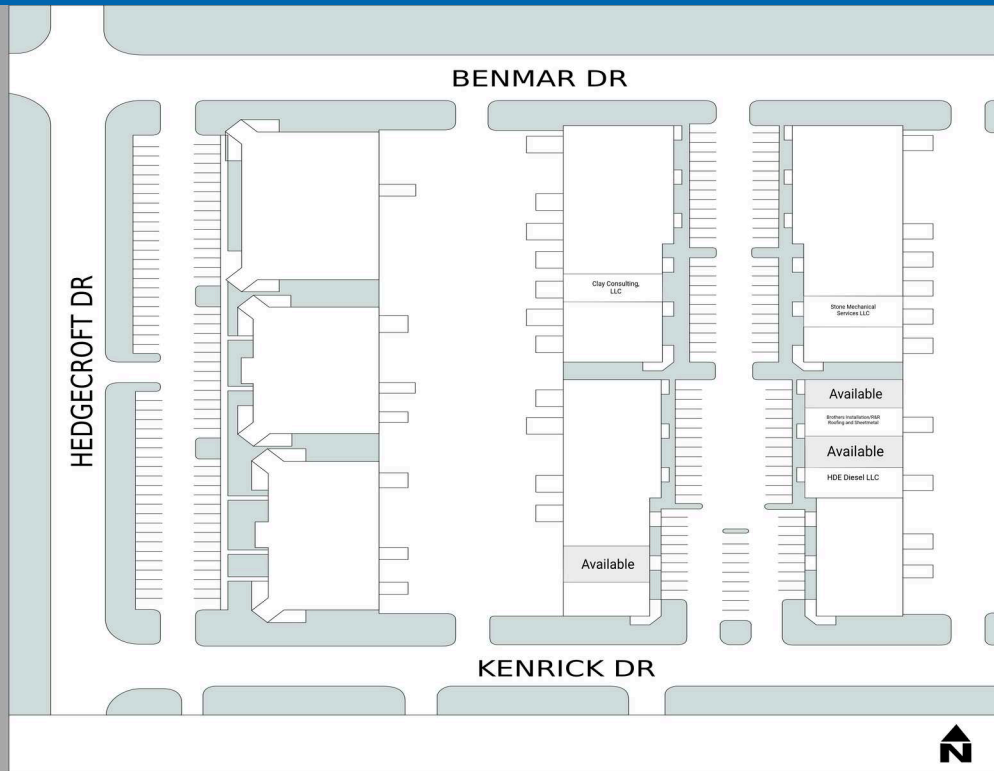 BENMAR DR
HEDGECROFT DR
Clay Consulting,
LLC
Stone Mechanical
Services LLC
Available
Brothers Installation/R&R
Roofing and Sheetmetal
Available
HDE Diesel LLC
Available
KENRICK DR
N